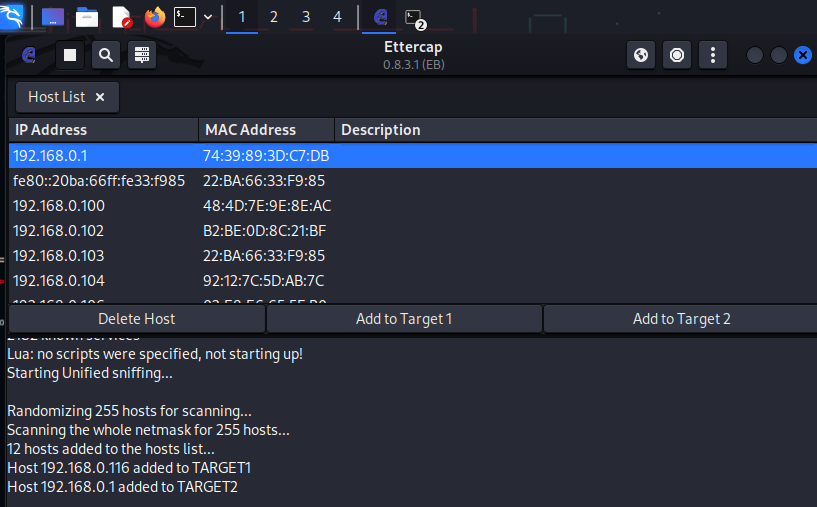 1 2 3 4
2
Ettercap
0.8.3.1 (EB)
Host List ×
IP Address MAC Address Description
192.168.0.1 74:39:89:3D:C7:DB
fe80::20ba:66ff:fe33:f985 22:BA:66:33:F9:85
192.168.0.100 48:4D:7E:9E:8E:AC
192.168.0.102 B2:BE:0D:8C:21:BF
192.168.0.103 22:BA:66:33:F9:85
192.168.0.104 92:12:7C:5D:AB:7C
Delete Host Add to Target 1 Add to Target 2
known services
Lua: no scripts were specified, not starting up!
Starting Unified sniffing...
Randomizing 255 hosts for scanning...
Scanning the whole netmask for 255 hosts...
12 hosts added to the hosts list...
Host 192.168.0.116 added to TARGET1
Host 192.168.0.1 added to TARGET2